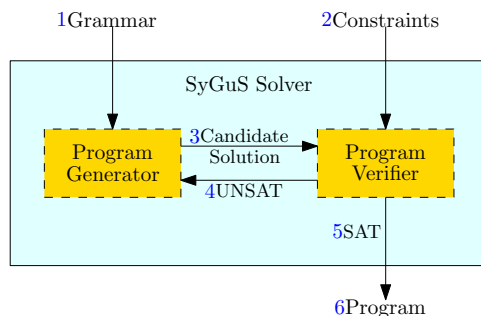 1Grammar
2Constraints
SyGuS Solver
Program
Generator
3Candidate
Solution
4UNSAT
Program
Verifier
5SAT
6Program